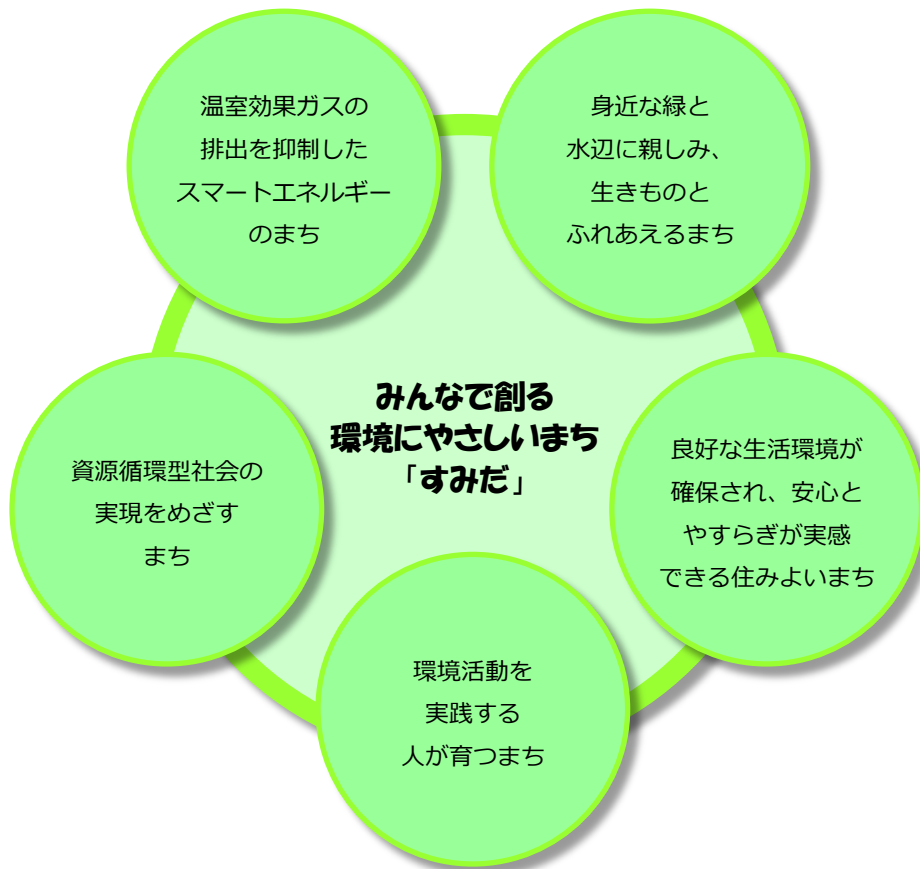 温室効果ガスの
排出を抑制した
スマートエネルギー
のまち
身近な緑と
水辺に親しみ、
生きものと
ふれあえるまち
みんなで創る
環境にやさしいまち
「すみだ」
資源循環型社会の
実現をめざす
まち
良好な生活環境が
確保され、安心と
やすらぎが実感
できる住みよいまち
環境活動を
実践する
人が育つまち